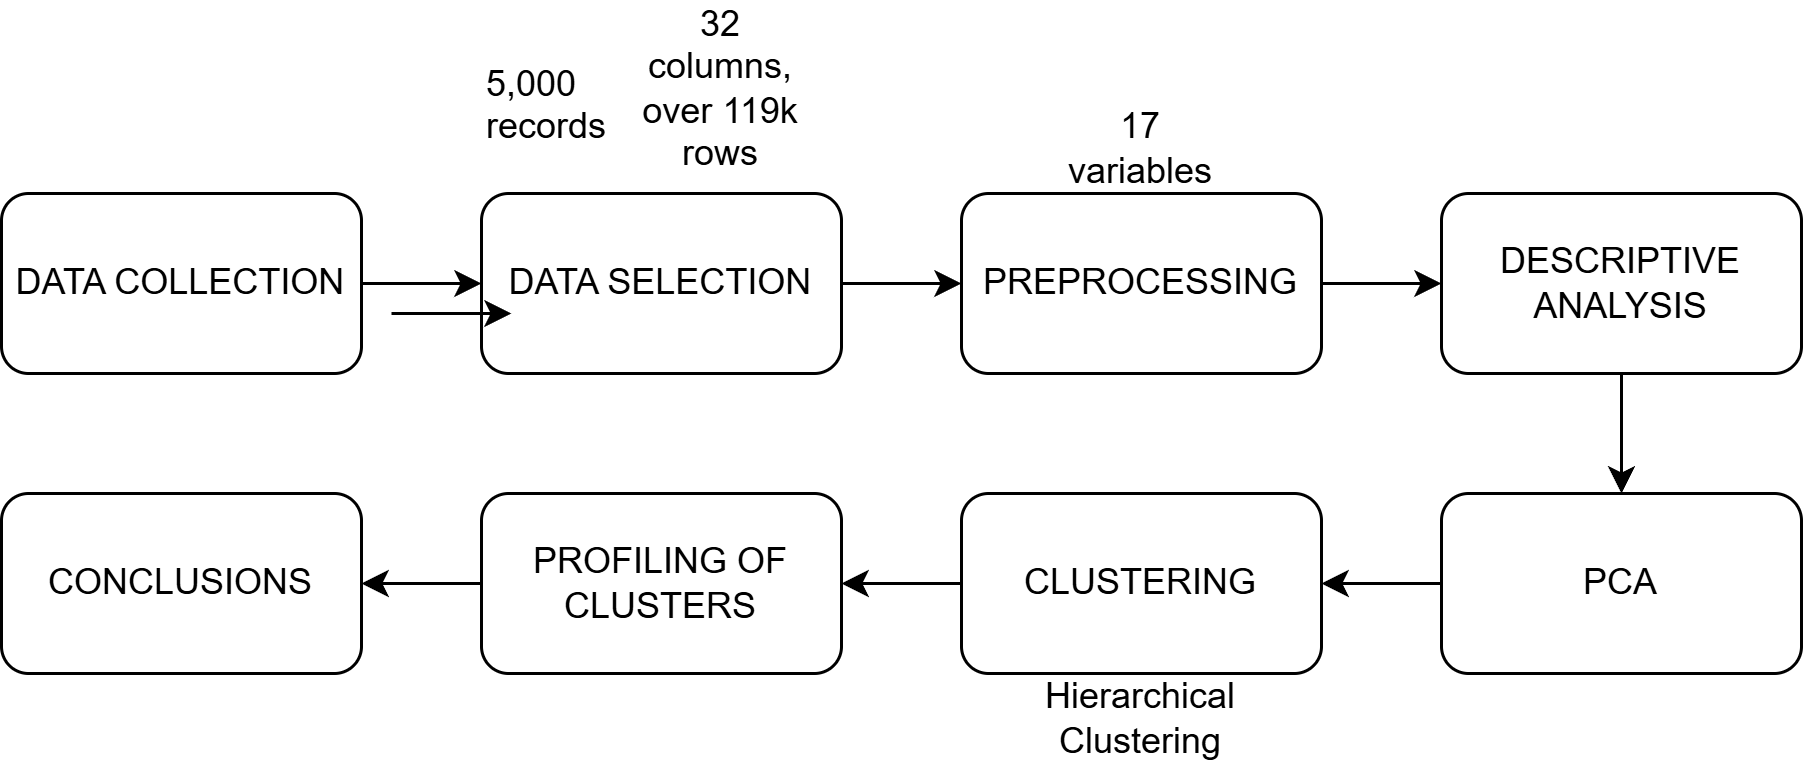 32
columns,
over 119k
rows
5,000
records
17
variables
DATA COLLECTION
DATA SELECTION
PREPROCESSING
DESCRIPTIVE
ANALYSIS
CONCLUSIONS
PROFILING OF
CLUSTERS
CLUSTERING
PCA
Hierarchical
Clustering